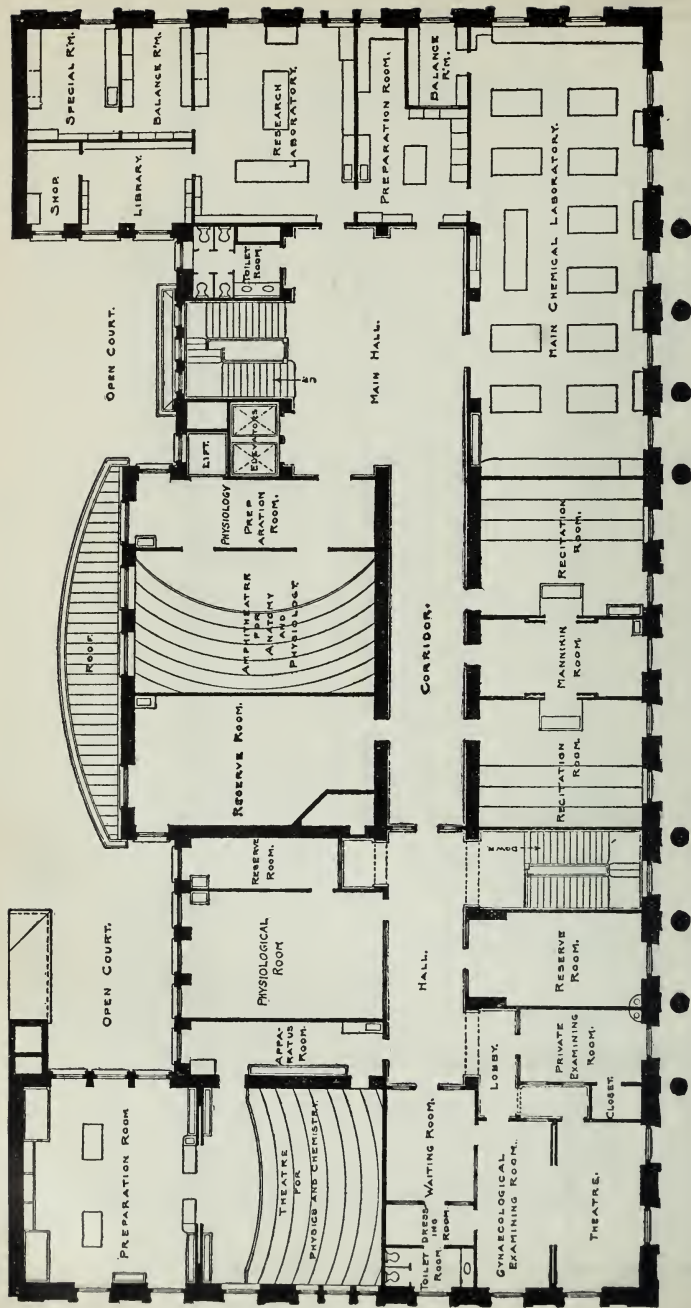 SPECIAL R'M.
BALANCE R'M.
SHOP.
LIBRARY.
RESEARCH
LABORATORY.
PREPARATION ROOM.
BALANCE
R'M.
MAIN CHEMICAL LABORATORY.
TOILET
ROOM.
OPEN COURT.
UP
MAIN HALL.
LIFT.
ELEVATORS
PHYSIOLOGY
PREP
ARATION
ROOM.
ROOF.
AMPHITHEATRE
FOR
ANATOMY
AND
PHYSIOLOGY.
CORRIDOR.
RECITATION
ROOM.
MANNIKIN
ROOM.
RECITATION
ROOM.
RESERVE ROOM.
RESERVE
ROOM.
DOWN
OPEN COURT.
PHYSIOLOGICAL
ROOM
HALL.
RESERVE
ROOM.
APPA-
RATUS
ROOM.
LOBBY.
PRIVATE
EXAMINING
ROOM.
CLOSET.
PREPARATION ROOM
THEATRE
FOR
PHYSICS AND CHEMISTRY.
WAITING ROOM.
DRESS
ING
ROOM
TOILET
ROOM
GYNAECOLOGICAL
EXAMINING ROOM.
THEATRE.